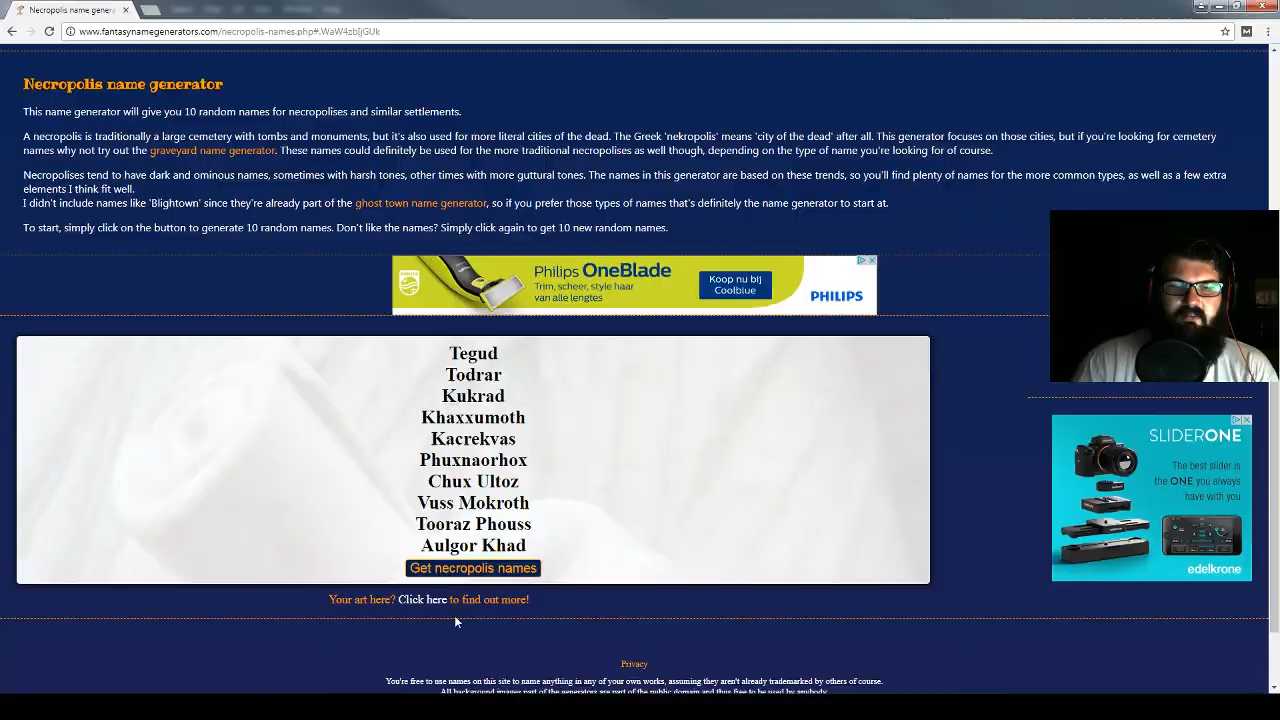 Necropolis name gene
www.fantasynamegenerators.com/necropolis-names.php#.WaW4zbIjGUk
Necropolis name generator
This name generator will give you 10 random names for necropolises and similar settlements.
A necropolis is traditionally a large cemetery with tombs and monuments, but it's also used for more literal cities of the dead. The Greek 'nekropolis' means 'city of the dead' after all. This generator focuses on those cities, but if you're looking for cemetery
names why not try out the graveyard name generator. These names could definitely be used for the more traditional necropolises as well though, depending on the type of name you're looking for of course.
Necropolises tend to have dark and ominous names, sometimes with harsh tones, other times with more guttural tones. The names in this generator are based on these trends, so you'll find plenty of names for the more common types, as well as a few extra
elements I think fit well.
I didn't include names like 'Blightown' since they're already part of the ghost town name generator, so if you prefer those types of names that's definitely the name generator to start at.
To start, simply click on the button to generate 10 random names. Don't like the names? Simply click again to get 10 new random names.
Philips OneBlade
Trim, scheer, style haar
van alle lengtes
Koop nu bij
Coolblue
PHILIPS
Tegud
Todrar
Kukrad
Khaxxumoth
Kacrekvas
Phuxnaorhox
Chux Ultoz
Vuss Mokroth
Tooraz Phouss
Aulgor Khad
Get necropolis names
Your art here? Click here to find out more!
SLIDERONE
The best slider is
the ONE you always
have with you
edelkrone
Privacy
You're free to use names on this site to name anything in any of your own works, assuming they aren't already trademarked by others of course.
All background images part of the generators are part of the public domain and thus free to be used by anybody.